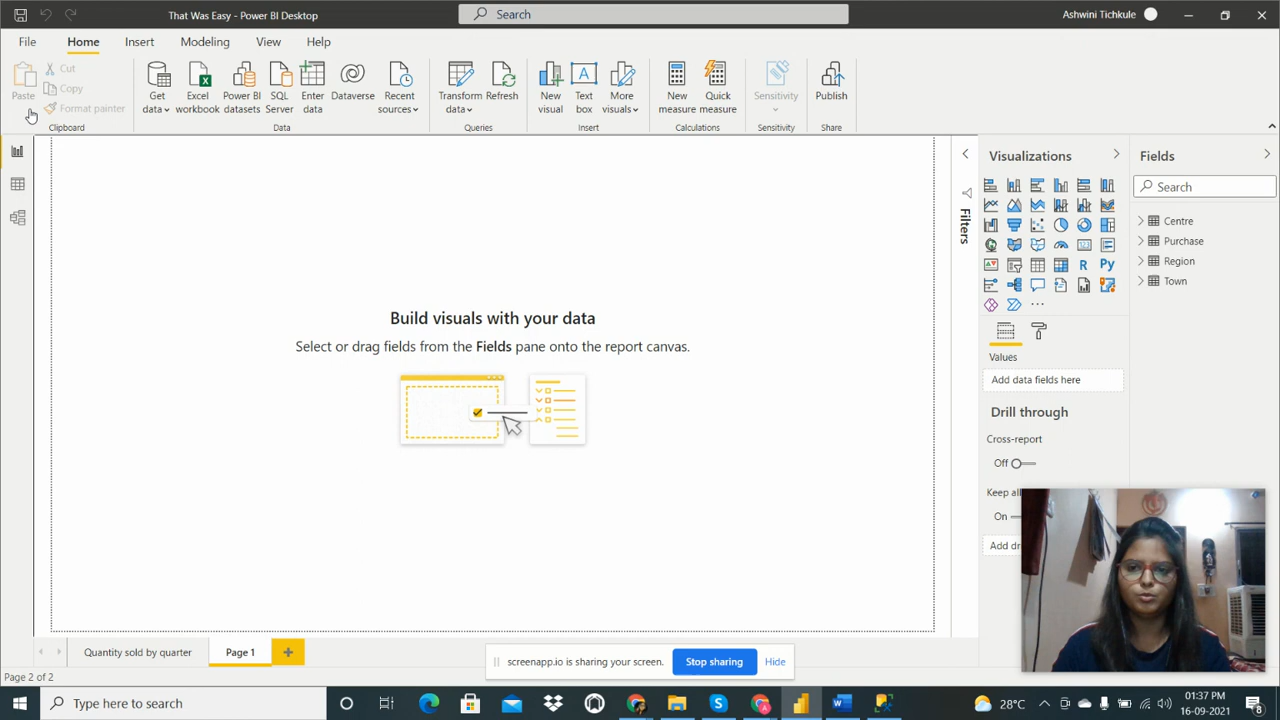 That Was Easy - Power BI Desktop
Search
Ashwini Tichkule
File
Home
Insert
Modeling
View
Help
Paste
Cut
Copy
Format painter
Clipboard
Get data
Excel workbook
Power BI datasets
SQL Server
Enter data
Dataverse
Recent sources
Data
Transform data
Refresh
Queries
New visual
Text box
More visuals
Insert
New measure
Quick measure
Calculations
Sensitivity
Sensitivity
Publish
Share
Filters
Visualizations
R
Py
Values
Add data fields here
Drill through
Cross-report
Off
Keep all
On
Add dr
Fields
Search
Centre
Purchase
Region
Town
Build visuals with your data
Select or drag fields from the Fields pane onto the report canvas.
Quantity sold by quarter
Page 1
Page 2 of 2
screenapp.io is sharing your screen.
Stop sharing
Hide
Type here to search
28°C
01:37 PM
16-09-2021
8